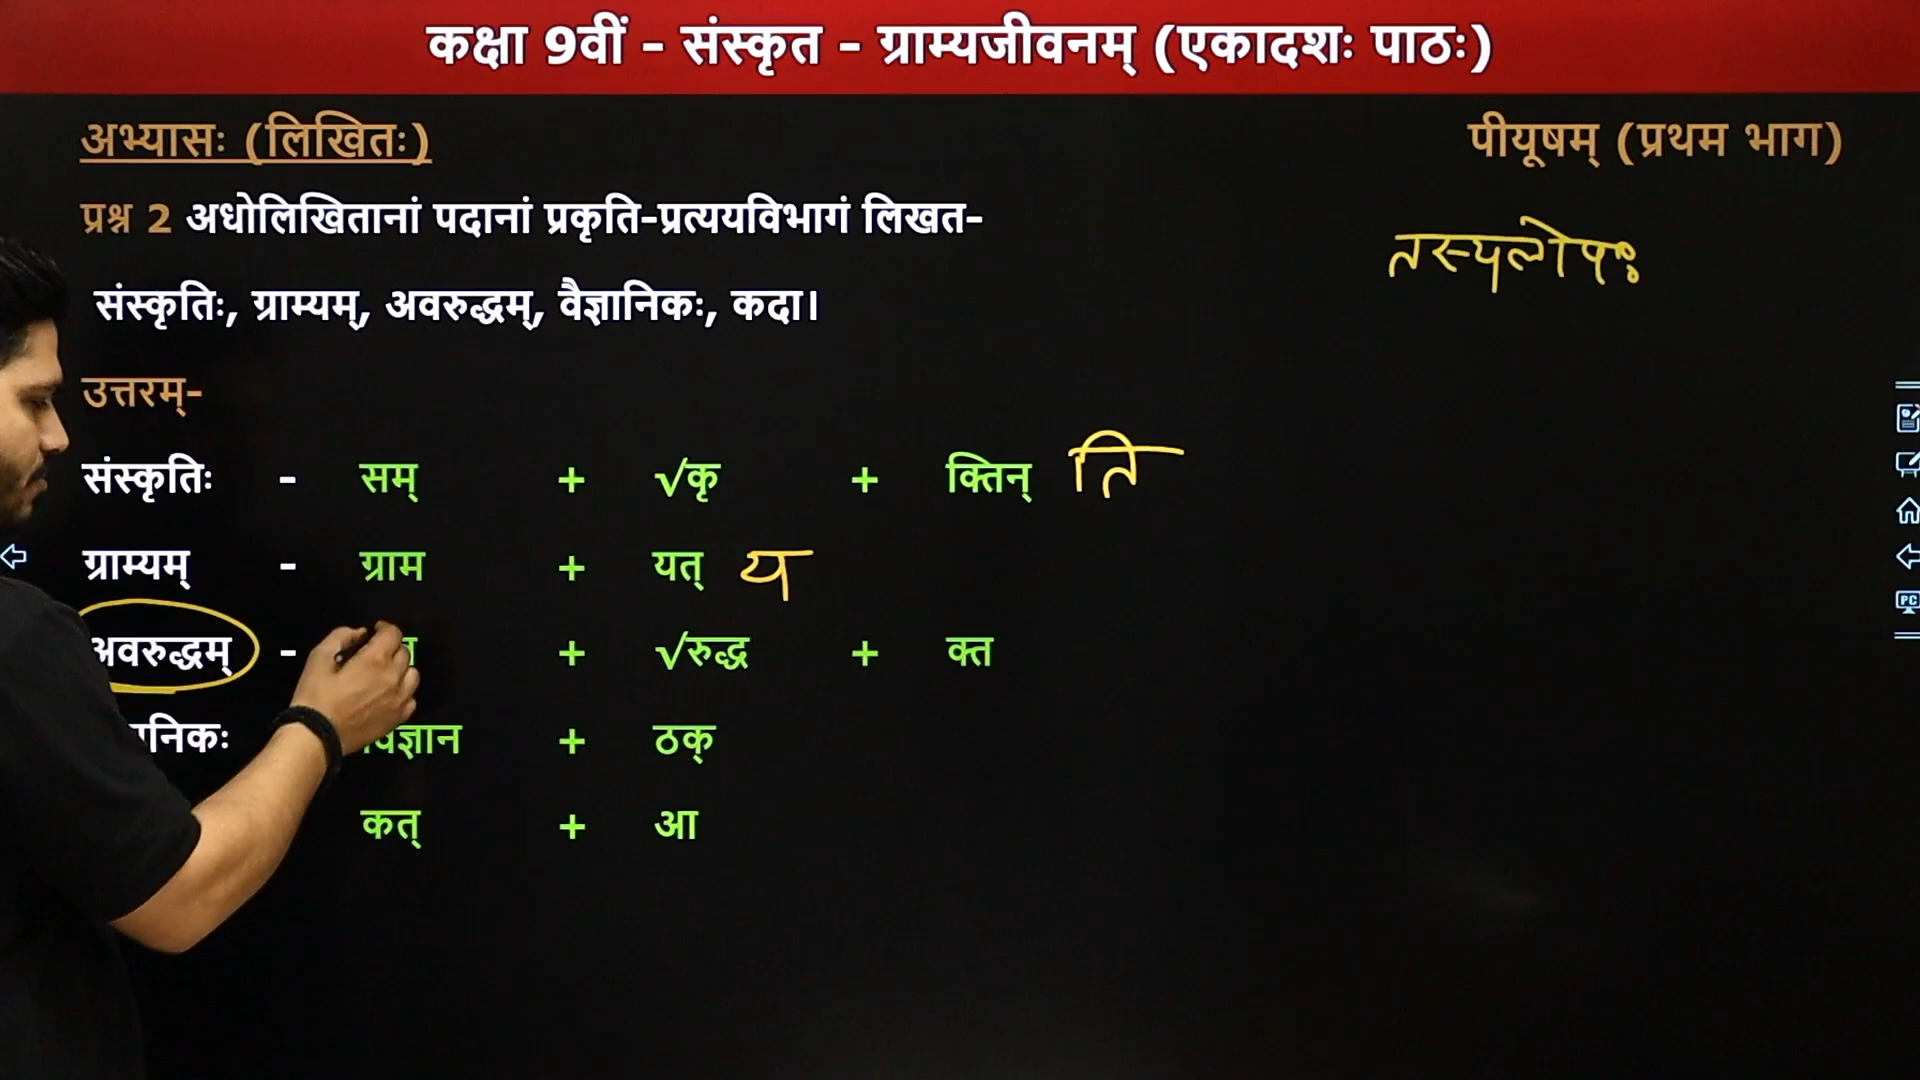 कक्षा 9वीं - संस्कृत - ग्राम्यजीवनम् (एकादशः पाठः)
अभ्यासः (लिखितः)
पीयूषम् (प्रथम भाग)
प्रश्न 2 अधोलिखितानां पदानां प्रकृति-प्रत्ययविभागं लिखत-
तस्यलोपः
संस्कृतिः, ग्राम्यम्, अवरुद्धम्, वैज्ञानिकः, कदा।
उत्तरम्-
संस्कृतिः - सम् + √कृ + क्तिन् ति
ग्राम्यम् - ग्राम + यत् य
अवरुद्धम् - + √रुद्ध + क्त
विज्ञान + ठक्
कत् + आ
PC